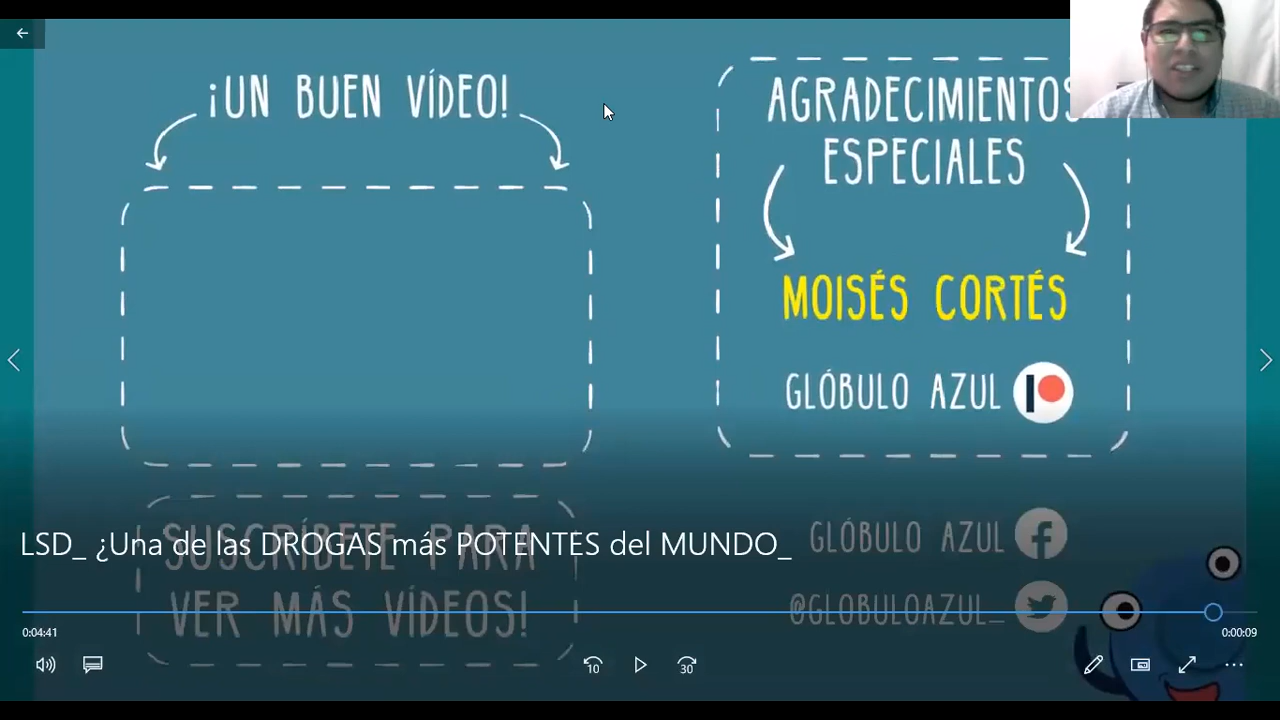 ¡UN BUEN VÍDEO!
AGRADECIMIENTOS
ESPECIALES
MOISÉS CORTÉS
GLÓBULO AZUL
SUSCRÍBETE PARA
VER MÁS VÍDEOS!
LSD_ ¿Una de las DROGAS más POTENTES del MUNDO_
GLÓBULO AZUL
@GLOBULOAZUL_
0:04:41
0:00:09
10
30